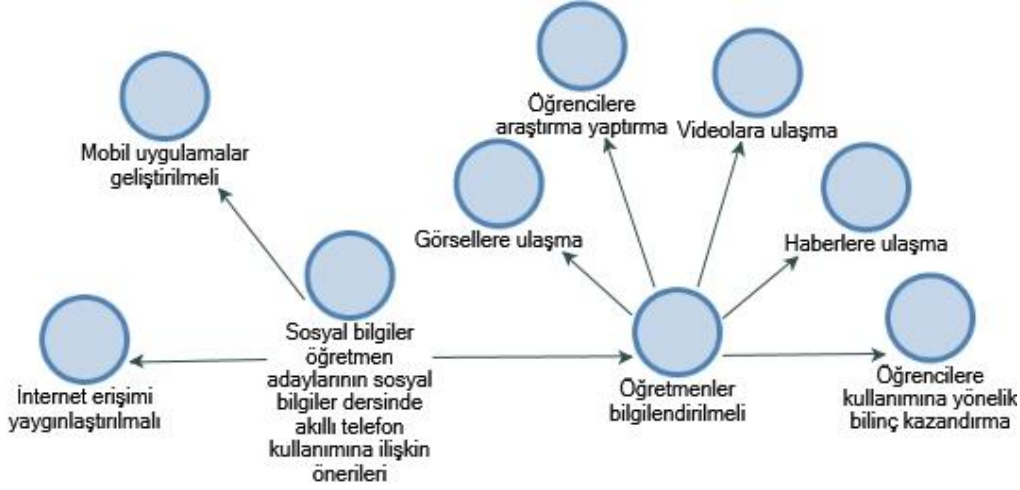 Öğrencilere
araştırma yaptırma
Videolara ulaşma
Mobil uygulamalar
geliştirilmeli
Görsellere ulaşma
Haberlere ulaşma
Sosyal bilgiler
öğretmen
adaylarının sosyal
bilgiler dersinde
akıllı telefon
kullanımına ilişkin
önerileri
İnternet erişimi
yaygınlaştırılmalı
Öğretmenler
bilgilendirilmeli
Öğrencilere
kullanımına yönelik
bilinç kazandırma